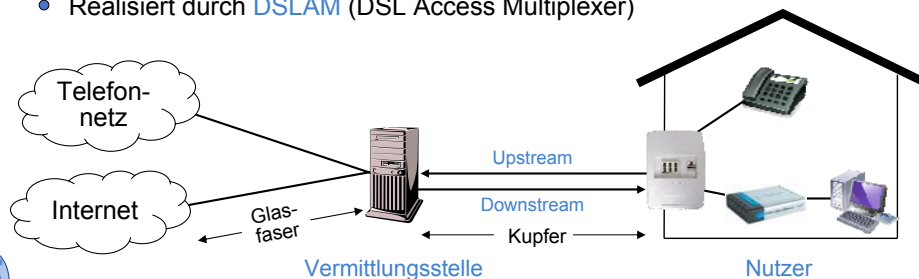 Realisiert durch DSLAM (DSL Access Multiplexer)
Telefon-
netz
Internet
Glas-
faser
Upstream
Downstream
Kupfer
Vermittlungsstelle
Nutzer